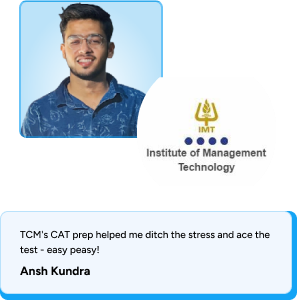 IMT
Institute of Management
Technology
TCM's CAT prep helped me ditch the stress and ace the
test - easy peasy!
Ansh Kundra